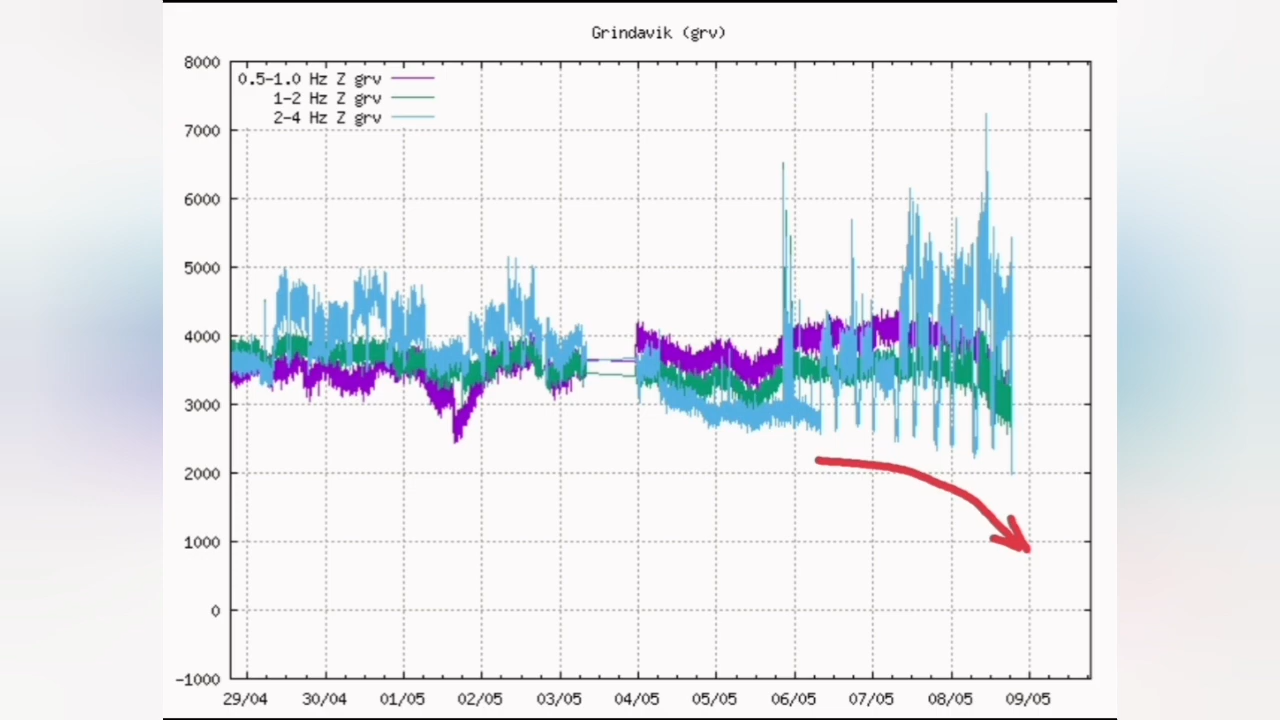 Grindavik (grv)
8000
0.5-1.0 Hz Z grv
1-2 Hz Z grv
2-4 Hz Z grv
7000
6000
5000
4000
3000
2000
1000
0
-1000
29/04 30/04 01/05 02/05 03/05 04/05 05/05 06/05 07/05 08/05 09/05